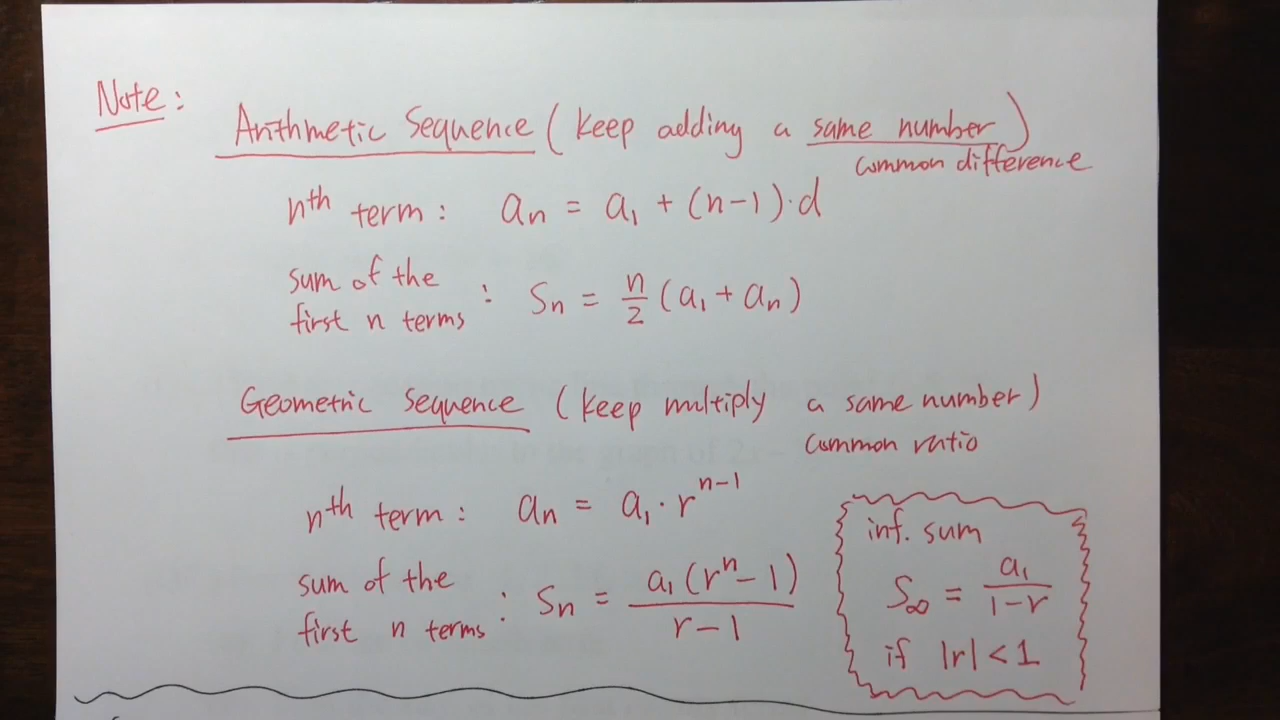 Note:
Arithmetic Sequence (keep adding a same number)
common difference
nth term: an = a1 + (n-1)·d
sum of the
first n terms : Sn = n/2 (a1 + an)
Geometric Sequence (keep multiply a same number)
common ratio
nth term: an = a1 · r^(n-1)
sum of the
first n terms : Sn = a1(r^n - 1) / (r-1)
inf. sum
S∞ = a1 / (1-r)
if |r| < 1